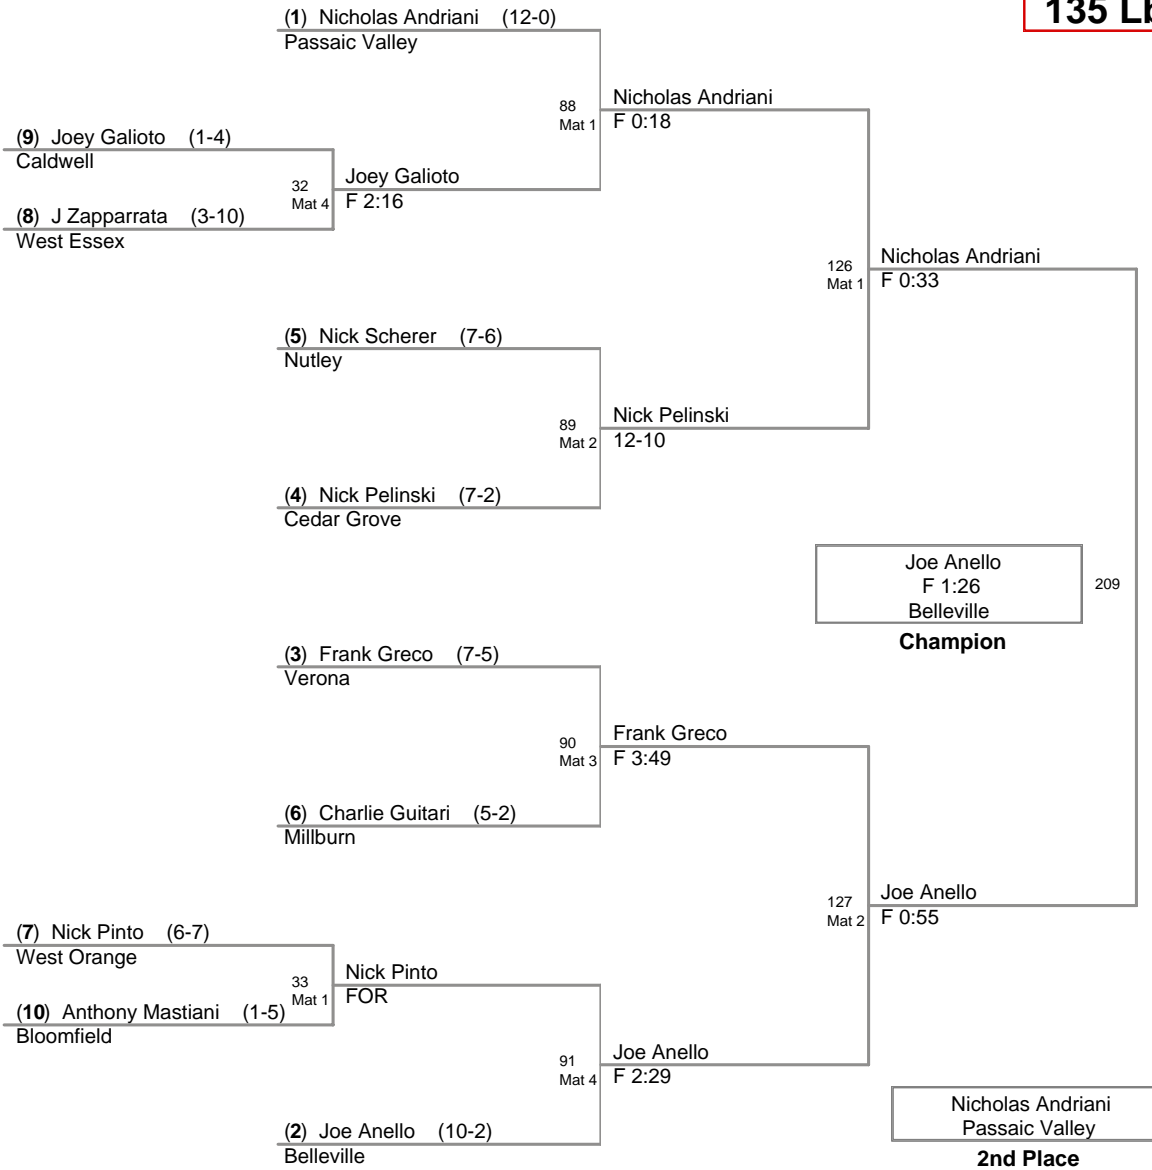 135 Lb
(1) Nicholas Andriani (12-0)
Passaic Valley
88
Mat 1
Nicholas Andriani
F 0:18
(9) Joey Galioto (1-4)
Caldwell
32
Mat 4
Joey Galioto
F 2:16
(8) J Zapparrata (3-10)
West Essex
126
Mat 1
Nicholas Andriani
F 0:33
(5) Nick Scherer (7-6)
Nutley
89
Mat 2
Nick Pelinski
12-10
(4) Nick Pelinski (7-2)
Cedar Grove
Joe Anello
F 1:26
Belleville
209
Champion
(3) Frank Greco (7-5)
Verona
90
Mat 3
Frank Greco
F 3:49
(6) Charlie Guitari (5-2)
Millburn
127
Mat 2
Joe Anello
F 0:55
(7) Nick Pinto (6-7)
West Orange
33
Mat 1
Nick Pinto
FOR
(10) Anthony Mastiani (1-5)
Bloomfield
91
Mat 4
Joe Anello
F 2:29
(2) Joe Anello (10-2)
Belleville
Nicholas Andriani
Passaic Valley
2nd Place